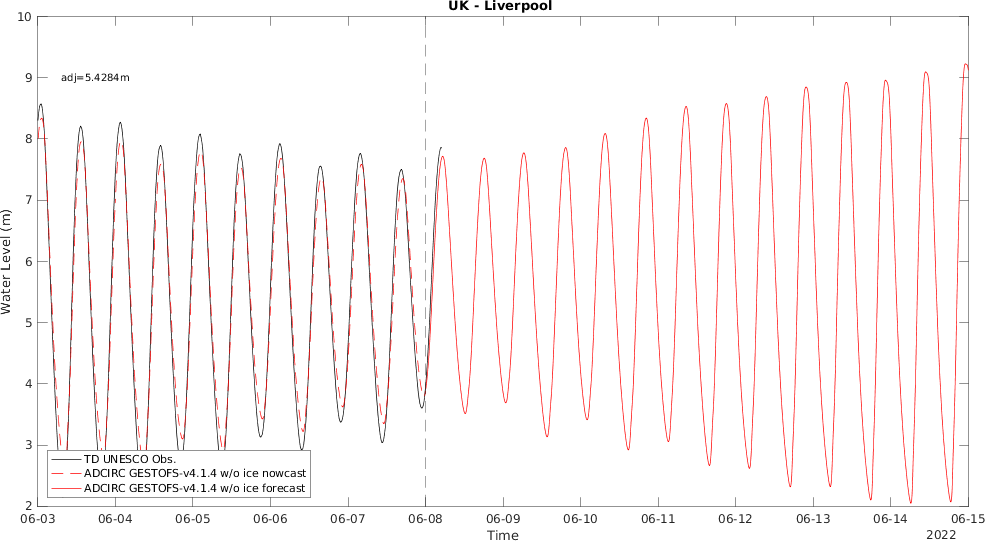 UK - Liverpool
10
9
8
7
6
5
4
3
2
Water Level (m)
adj=5.4284m
TD UNESCO Obs.
ADCIRC GESTOFS-v4.1.4 w/o ice nowcast
ADCIRC GESTOFS-v4.1.4 w/o ice forecast
06-03 06-04 06-05 06-06 06-07 06-08 06-09 06-10 06-11 06-12 06-13 06-14 06-15
Time
2022